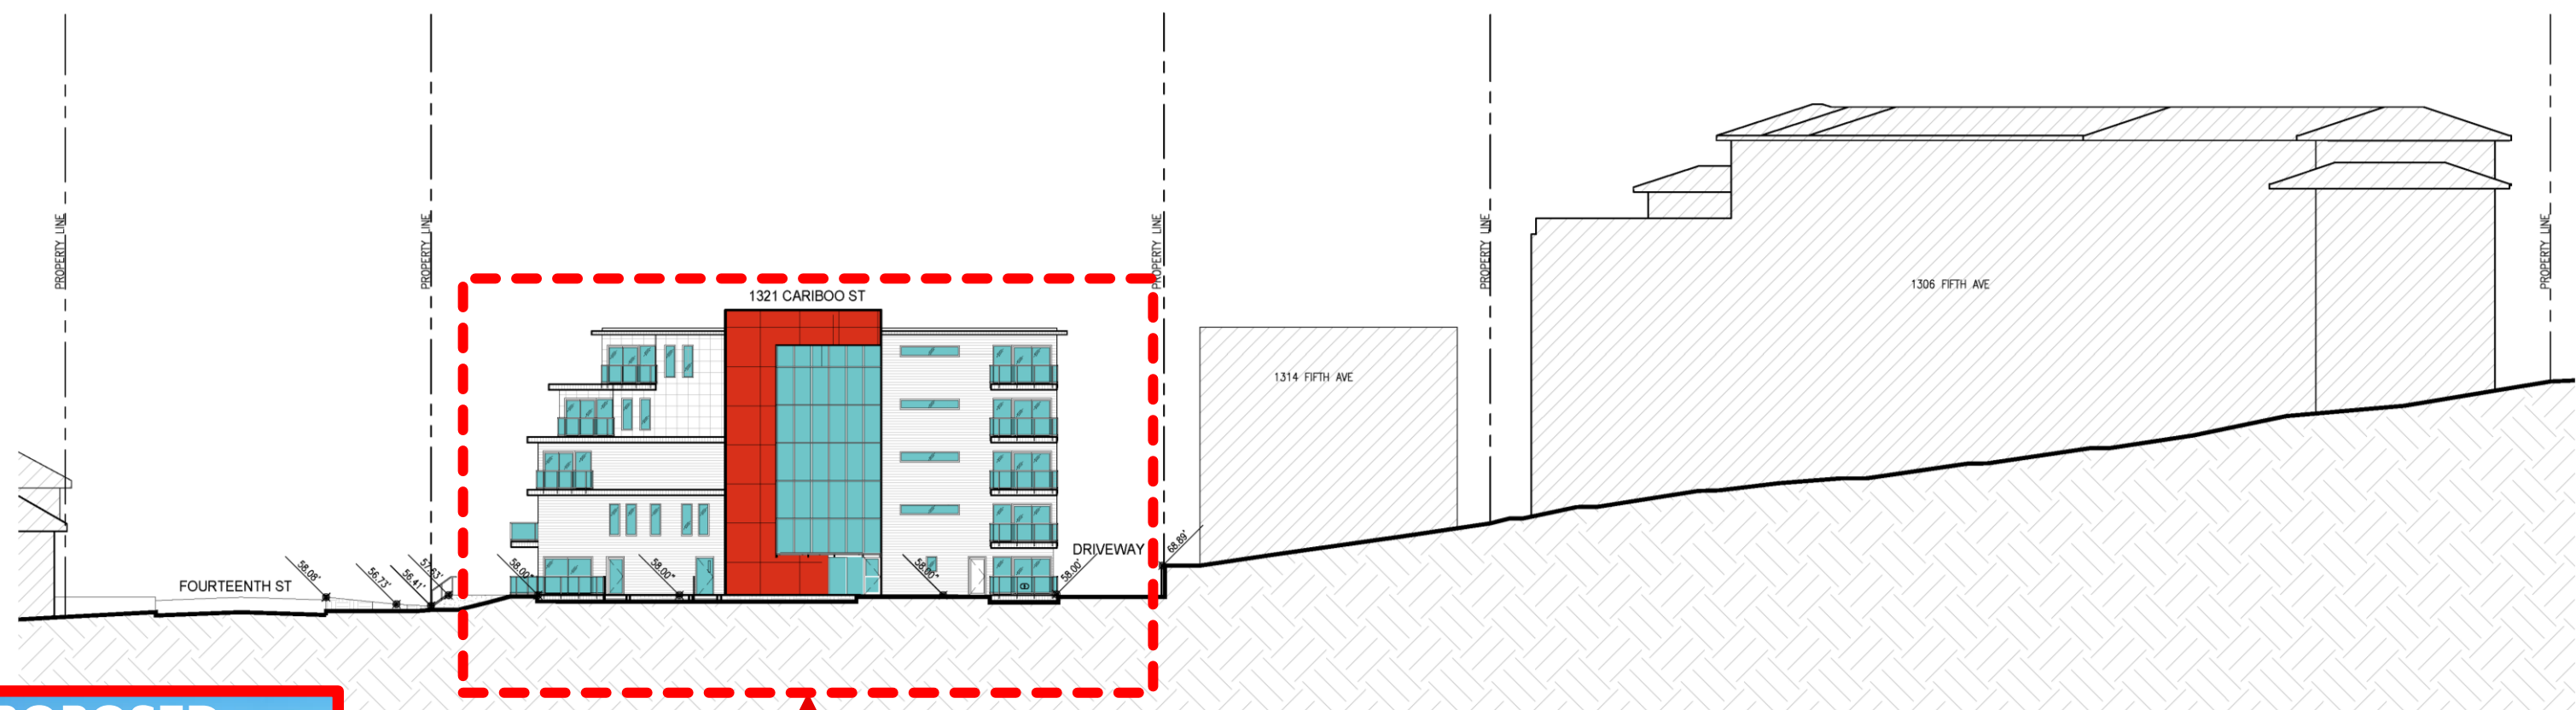 PROPERTY LINE
PROPERTY LINE
PROPERTY LINE
PROPERTY LINE
PROPERTY LINE
1321 CARIBOO ST
1306 FIFTH AVE
1314 FIFTH AVE
DRIVEWAY
68.89'
FOURTEENTH ST
58.08'
56.73'
56.41'
57.63'
58.00'
58.00'
58.00'
58.00'